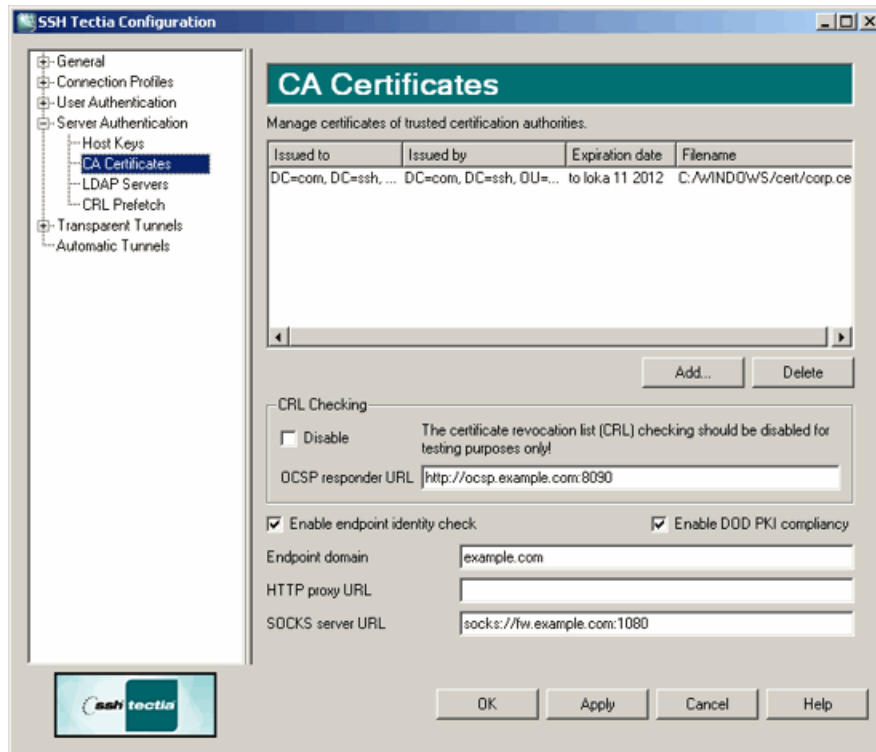 SSH Tectia Configuration
General
Connection Profiles
User Authentication
Server Authentication
Host Keys
CA Certificates
LDAP Servers
CRL Prefetch
Transparent Tunnels
Automatic Tunnels
CA Certificates
Manage certificates of trusted certification authorities.
Issued to Issued by Expiration date Filename
DC=com, DC=ssh, ... DC=com, DC=ssh, OU=... to loka 11 2012 C:/WINDOWS/cert/corp.ce
Add... Delete
CRL Checking
Disable
The certificate revocation list (CRL) checking should be disabled for
testing purposes only!
OCSP responder URL http://ocsp.example.com:8090
Enable endpoint identity check Enable DOD PKI compliancy
Endpoint domain example.com
HTTP proxy URL
SOCKS server URL socks://fw.example.com:1080
ssh tectia
OK Apply Cancel Help